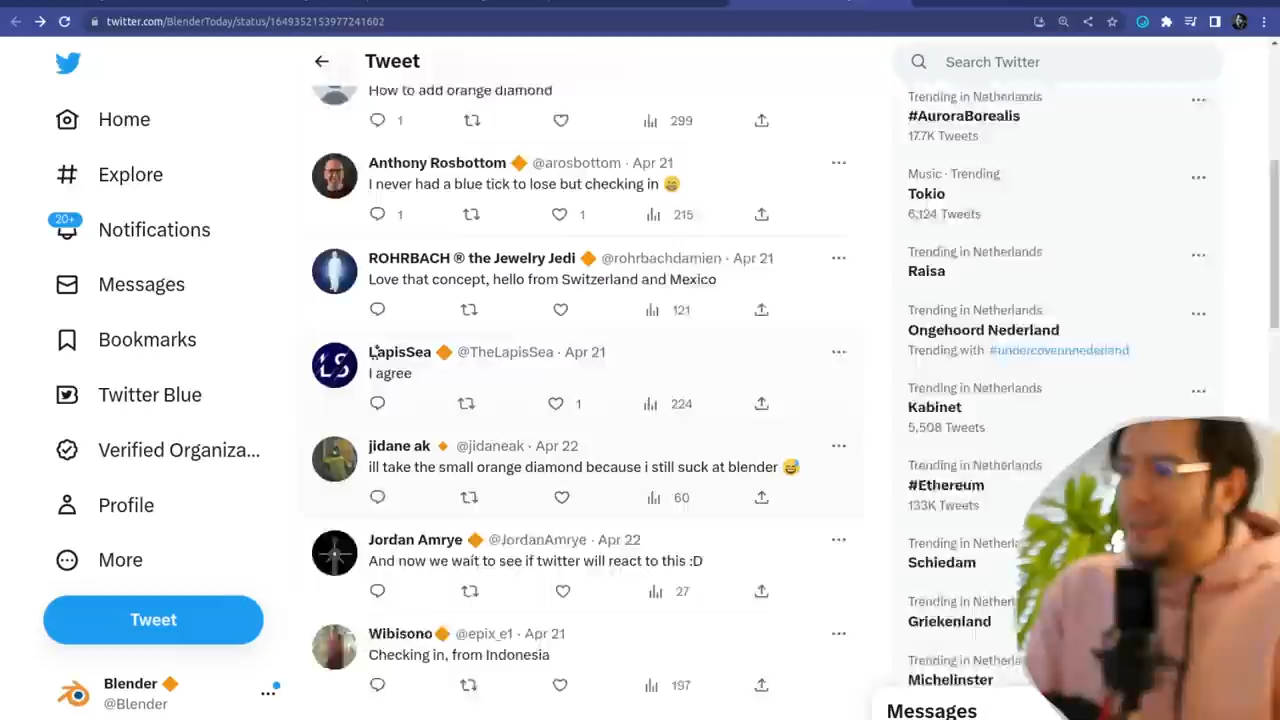 twitter.com/BlenderToday/status/1649352153977241602
Tweet
Search Twitter
Home
Explore
20+
Notifications
Messages
Bookmarks
Twitter Blue
Verified Organiza...
Profile
More
Tweet
Blender 🔶
@Blender
How to add orange diamond
1 299
Anthony Rosbottom 🔶 @arosbottom · Apr 21
I never had a blue tick to lose but checking in 😄
1 1 215
ROHRBACH ® the Jewelry Jedi 🔶 @rohrbachdamien · Apr 21
Love that concept, hello from Switzerland and Mexico
121
LapisSea 🔶 @TheLapisSea · Apr 21
I agree
1 224
jidane ak 🔸 @jidaneak · Apr 22
ill take the small orange diamond because i still suck at blender 😅
60
Jordan Amrye 🔶 @JordanAmrye · Apr 22
And now we wait to see if twitter will react to this :D
27
Wibisono🔶 @epix_e1 · Apr 21
Checking in, from Indonesia
197
Trending in Netherlands
#AuroraBorealis
17.7K Tweets
Music · Trending
Tokio
6,124 Tweets
Trending in Netherlands
Raisa
Trending in Netherlands
Ongehoord Nederland
Trending with
Trending in Netherlands
Kabinet
5,508 Tweets
Trending in Netherlands
#Ethereum
133K Tweets
Trending in
Schiedam
Trending in
Griekenland
Trending in
Michelinster
Messages